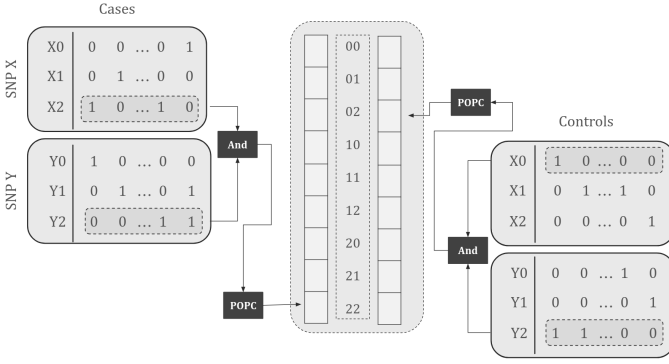 Cases
SNP X
X0 0 0 ... 0 1
X1 0 1 ... 0 0
X2 1 0 ... 1 0
SNP Y
Y0 1 0 ... 0 0
Y1 0 1 ... 0 1
Y2 0 0 ... 1 1
And
POPC
00
01
02
10
11
12
20
21
22
POPC
Controls
X0 1 0 ... 0 0
X1 0 1 ... 1 0
X2 0 0 ... 0 1
And
Y0 0 0 ... 1 0
Y1 0 0 ... 0 1
Y2 1 1 ... 0 0